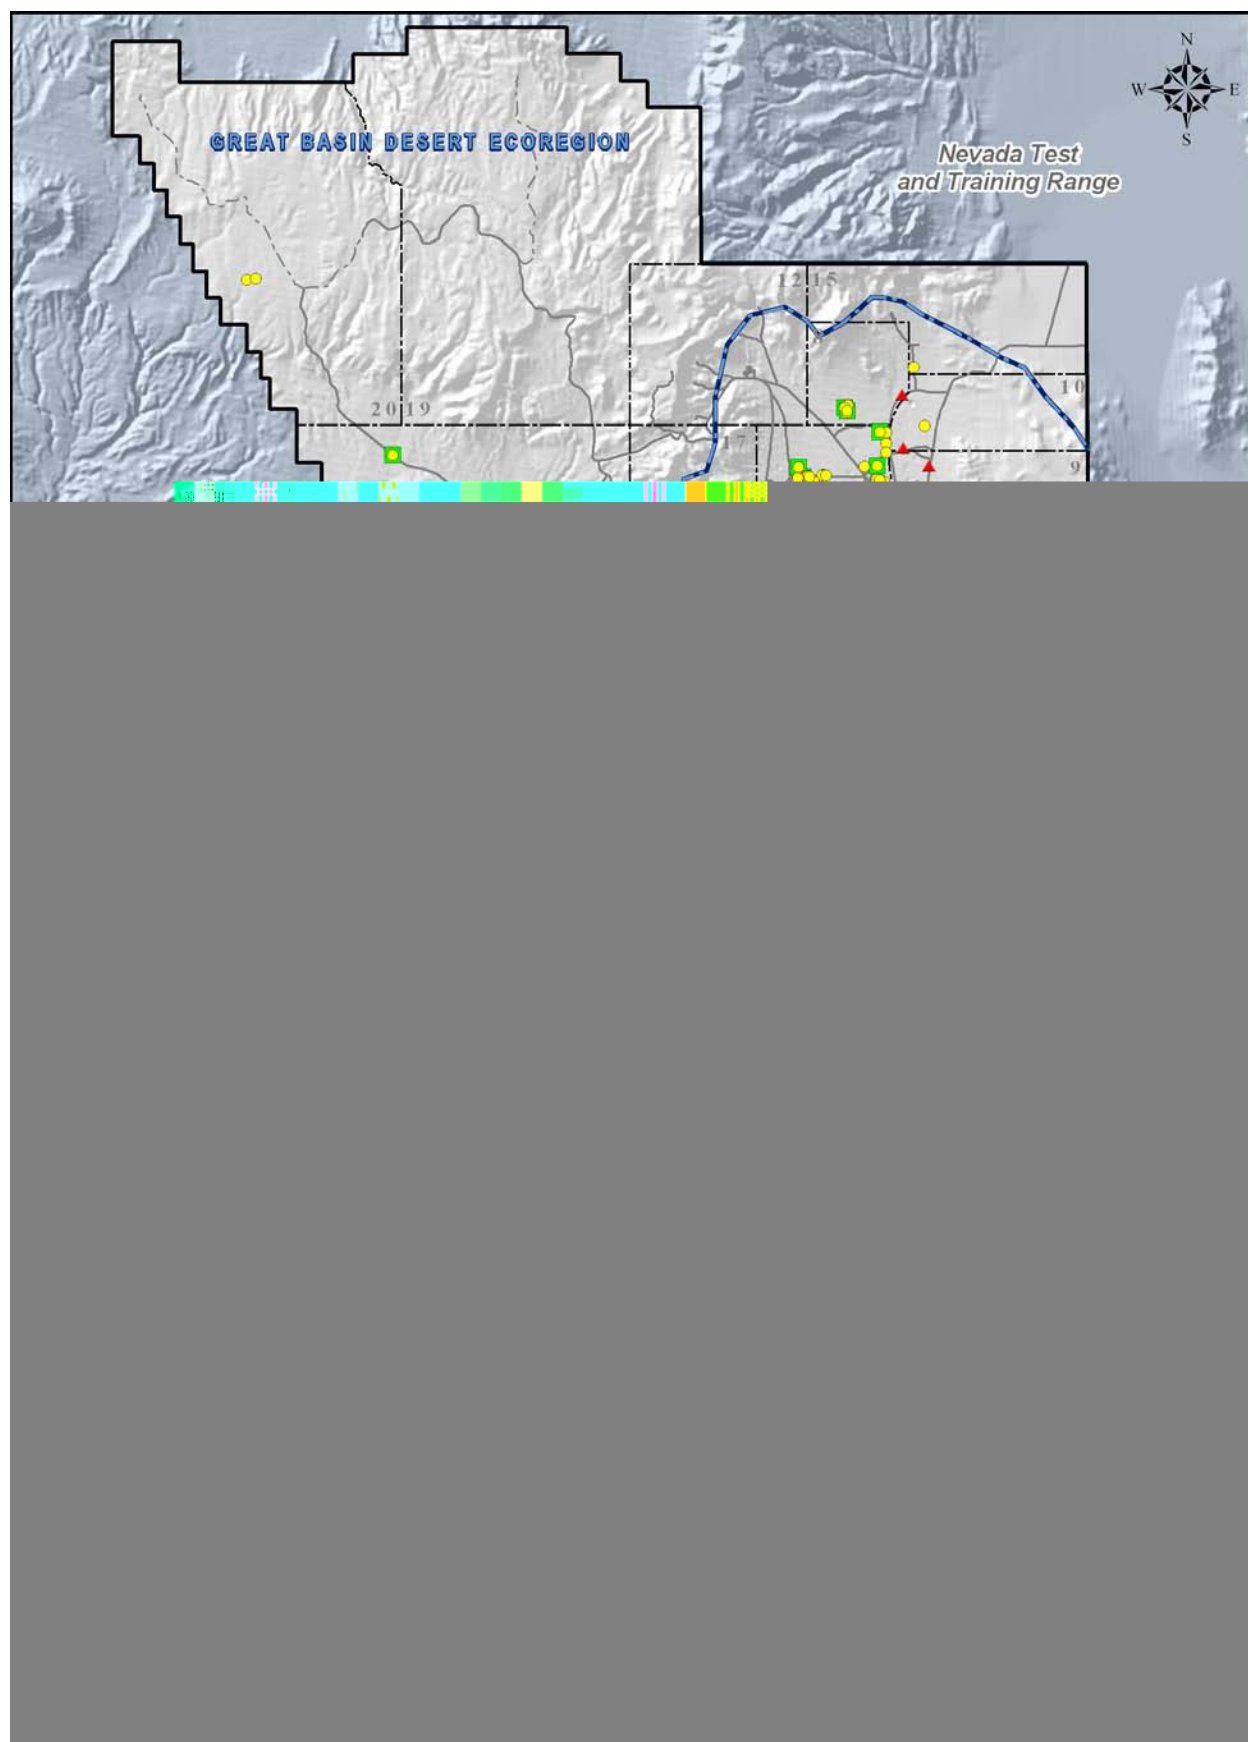 N
W E
S
GREAT BASIN DESERT ECOREGION
Nevada Test
and Training Range
12 15
10
20 19
17
9